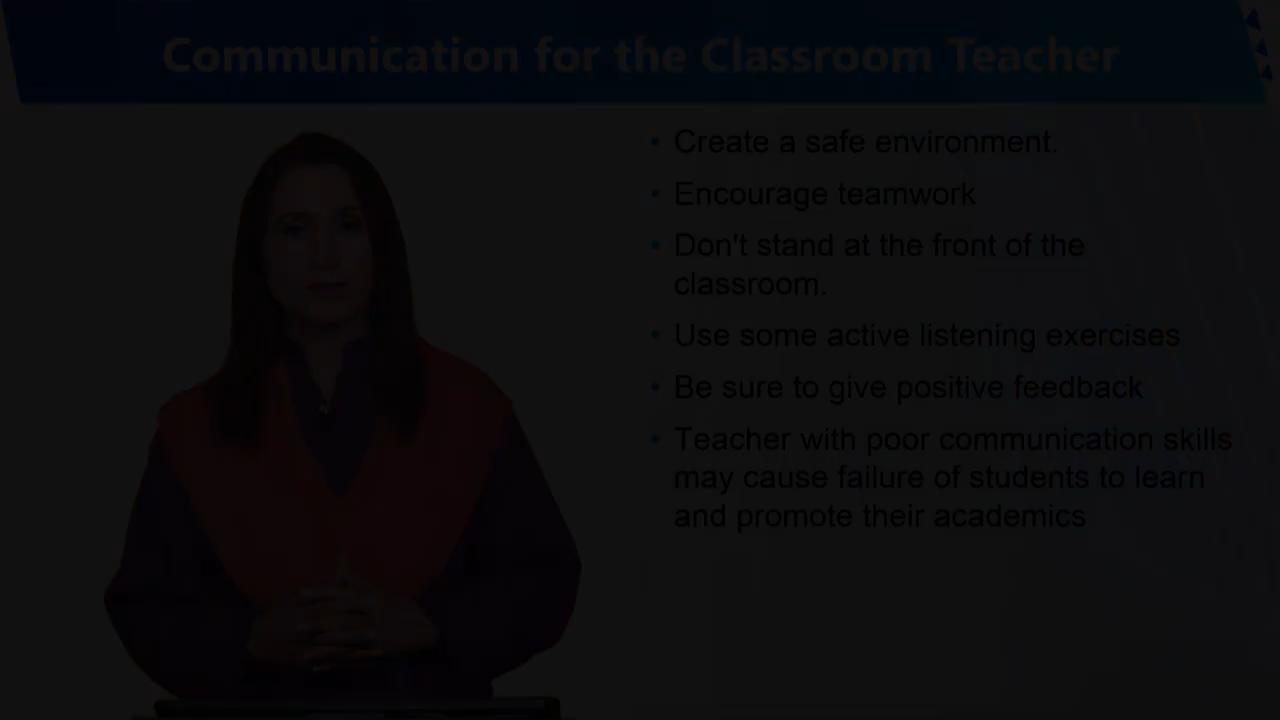 Communication for the Classroom Teacher
• Create a safe environment.
• Encourage teamwork
• Don't stand at the front of the
classroom.
• Use some active listening exercises
• Be sure to give positive feedback
• Teacher with poor communication skills
may cause failure of students to learn
and promote their academics